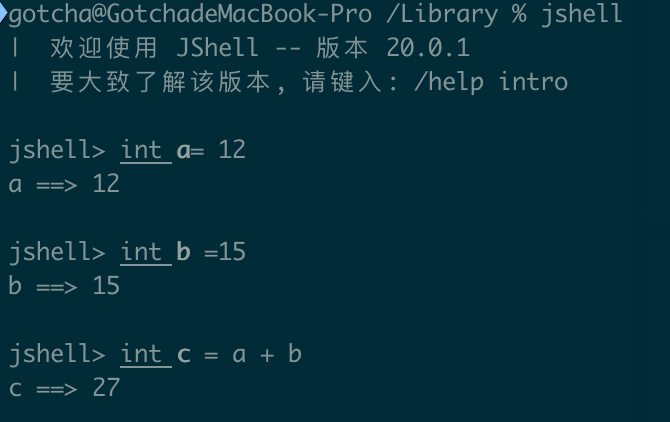 gotcha@GotchadeMacBook-Pro /Library % jshell
|  欢迎使用 JShell -- 版本 20.0.1
|  要大致了解该版本, 请键入: /help intro
jshell> int a= 12
a ==> 12
jshell> int b =15
b ==> 15
jshell> int c = a + b
c ==> 27